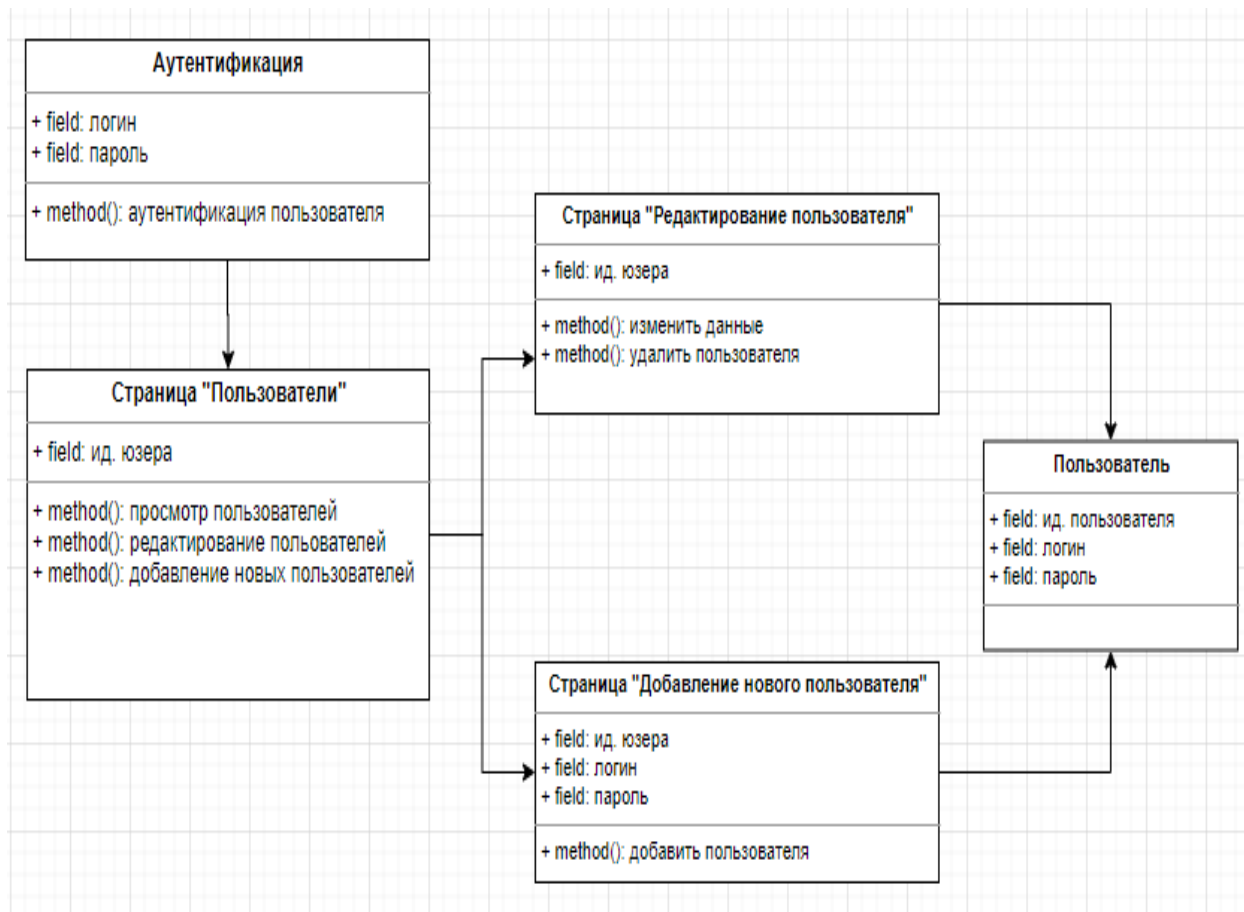 Аутентификация
+ field: логин
+ field: пароль
+ method(): аутентификация пользователя
Страница "Пользователи"
+ field: ид. юзера
+ method(): просмотр пользователей
+ method(): редактирование пользователей
+ method(): добавление новых пользователей
Страница "Редактирование пользователя"
+ field: ид. юзера
+ method(): изменить данные
+ method(): удалить пользователя
Страница "Добавление нового пользователя"
+ field: ид. юзера
+ field: логин
+ field: пароль
+ method(): добавить пользователя
Пользователь
+ field: ид. пользователя
+ field: логин
+ field: пароль